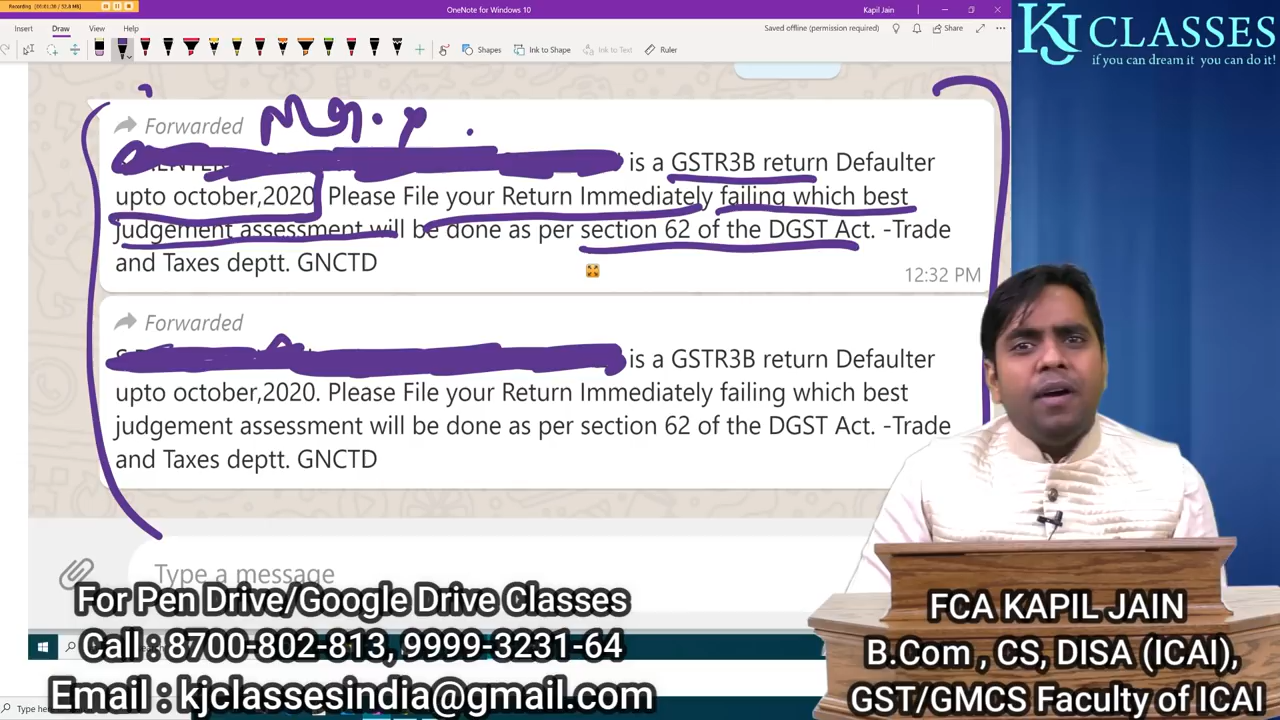 Recording
OneNote for Windows 10
Kapil Jain
Insert
Draw
View
Help
Saved offline (permission required)
Shapes
Ink to Shape
Ink to Text
Ruler
Share
KJ CLASSES
if you can dream it you can do it!
Forwarded
is a GSTR3B return Defaulter
upto october,2020. Please File your Return Immediately failing which best
judgement assessment will be done as per section 62 of the DGST Act. -Trade
and Taxes deptt. GNCTD
12:32 PM
Forwarded
is a GSTR3B return Defaulter
upto october,2020. Please File your Return Immediately failing which best
judgement assessment will be done as per section 62 of the DGST Act. -Trade
and Taxes deptt. GNCTD
Type a message
For Pen Drive/Google Drive Classes
Call : 8700-802-813, 9999-3231-64
Email : kjclassesindia@gmail.com
FCA KAPIL JAIN
B.Com , CS, DISA (ICAI),
GST/GMCS Faculty of ICAI
Type he